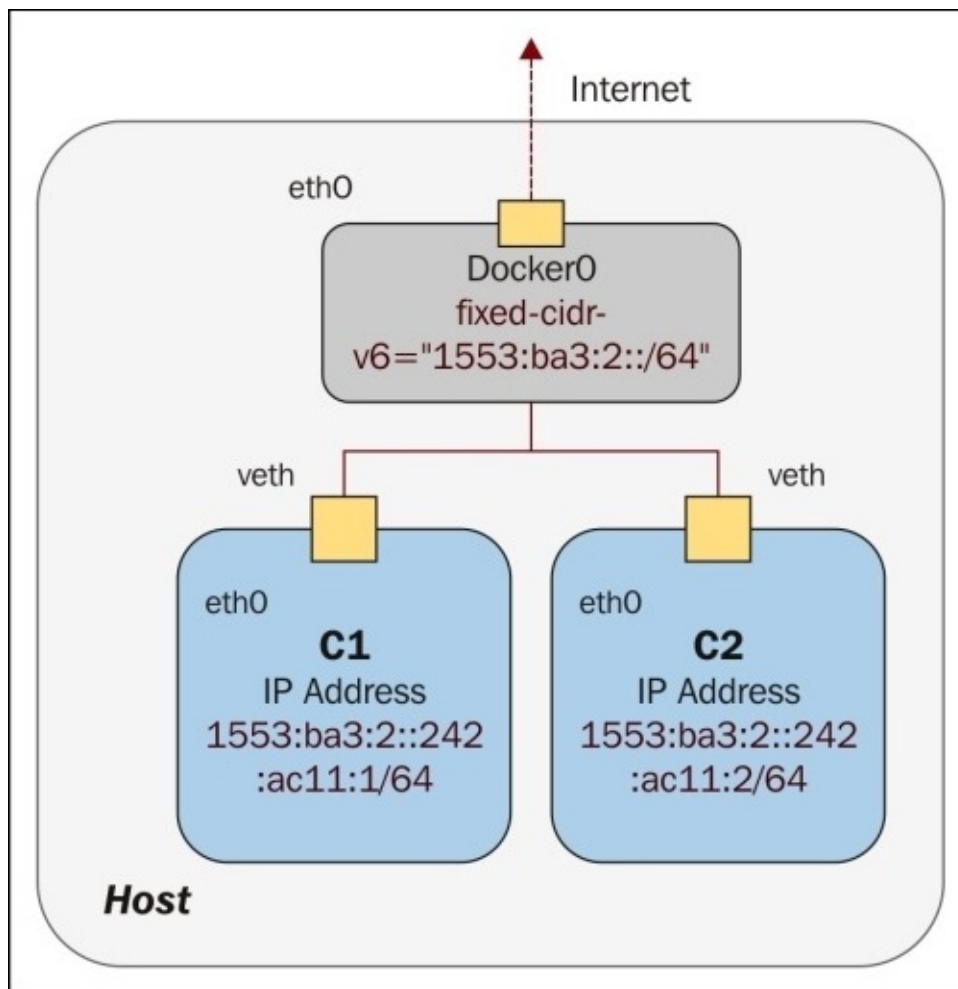 Internet
eth0
Docker0
fixed-cidr-
v6="1553:ba3:2::/64"
veth
veth
eth0
C1
IP Address
1553:ba3:2::242
:ac11:1/64
eth0
C2
IP Address
1553:ba3:2::242
:ac11:2/64
Host